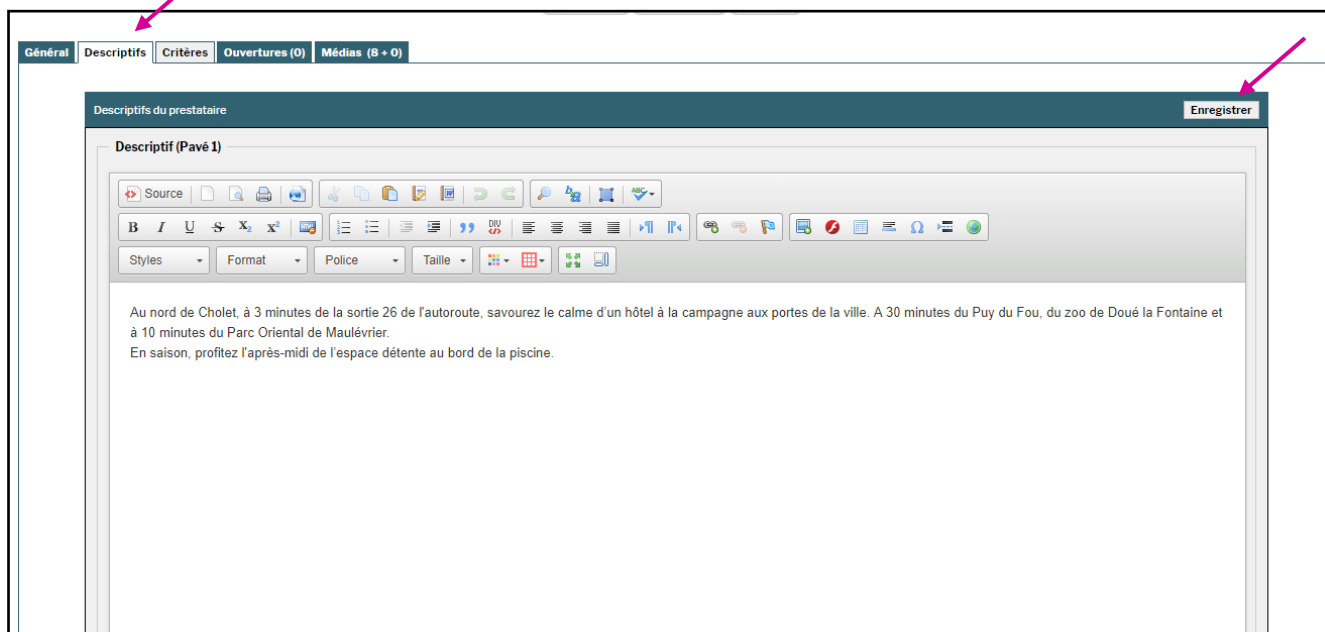 Général Descriptifs Critères Ouvertures (0) Médias (8 + 0)
Descriptifs du prestataire Enregistrer
Descriptif (Pavé 1)
Source
B I U S X₂ X² DIV Ω
Styles Format Police Taille
Au nord de Cholet, à 3 minutes de la sortie 26 de l'autoroute, savourez le calme d'un hôtel à la campagne aux portes de la ville. A 30 minutes du Puy du Fou, du zoo de Doué la Fontaine et
à 10 minutes du Parc Oriental de Maulévrier.
En saison, profitez l'après-midi de l'espace détente au bord de la piscine.